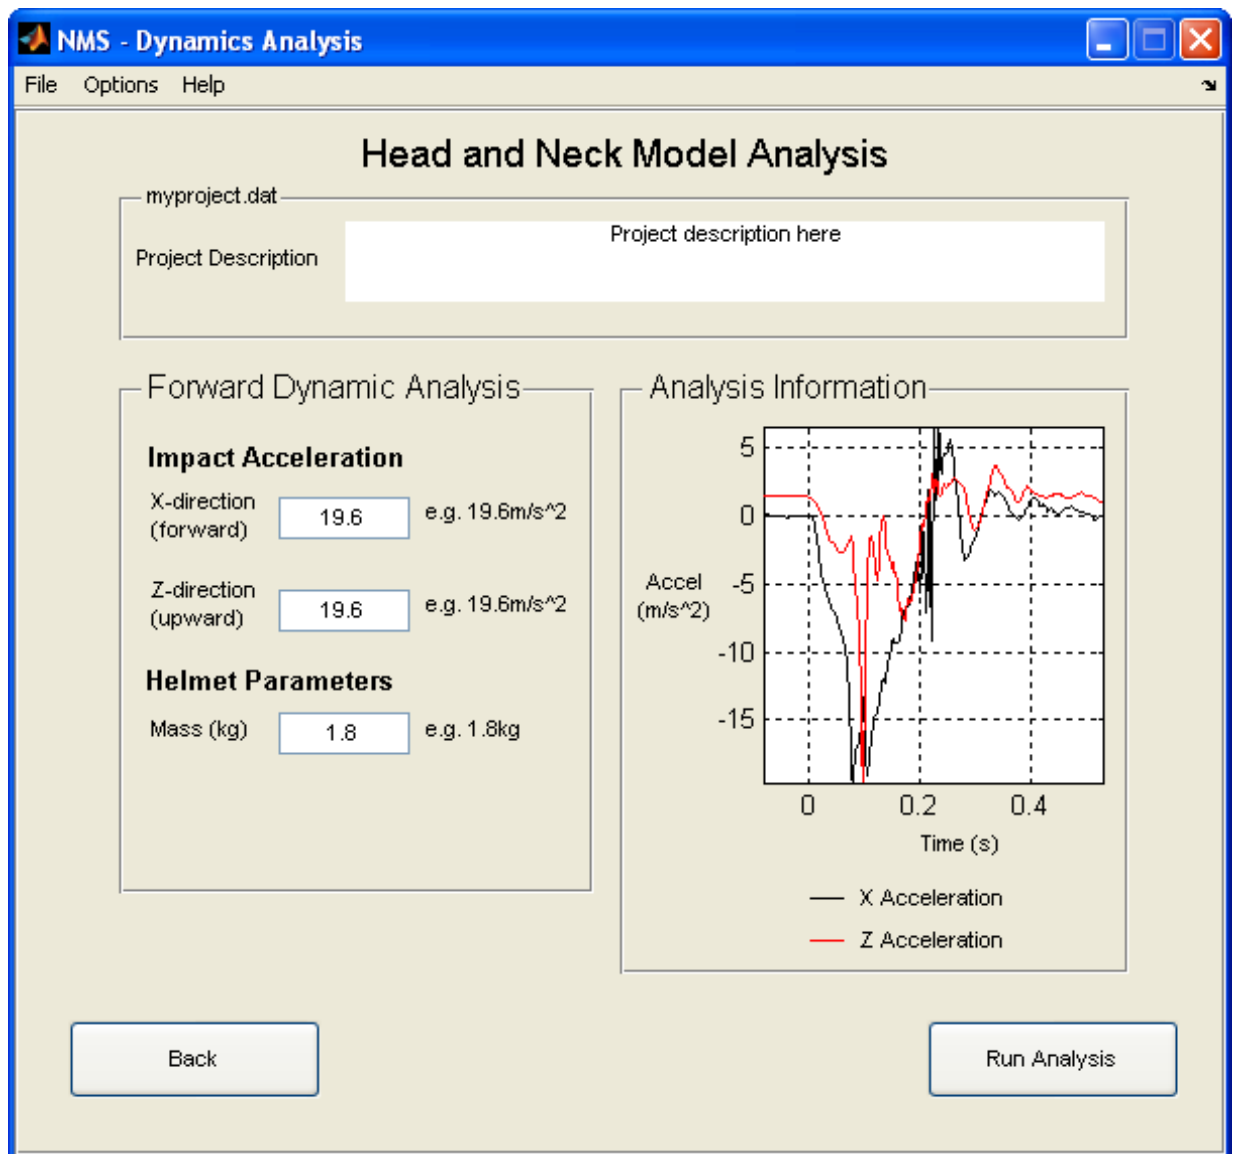 NMS - Dynamics Analysis
File Options Help
Head and Neck Model Analysis
myproject.dat
Project Description
Project description here
Forward Dynamic Analysis
Impact Acceleration
X-direction
(forward)
19.6
e.g. 19.6m/s^2
Z-direction
(upward)
19.6
e.g. 19.6m/s^2
Helmet Parameters
Mass (kg)
1.8
e.g. 1.8kg
Analysis Information
5
0
-5
-10
-15
Accel
(m/s^2)
0 0.2 0.4
Time (s)
X Acceleration
Z Acceleration
Back
Run Analysis